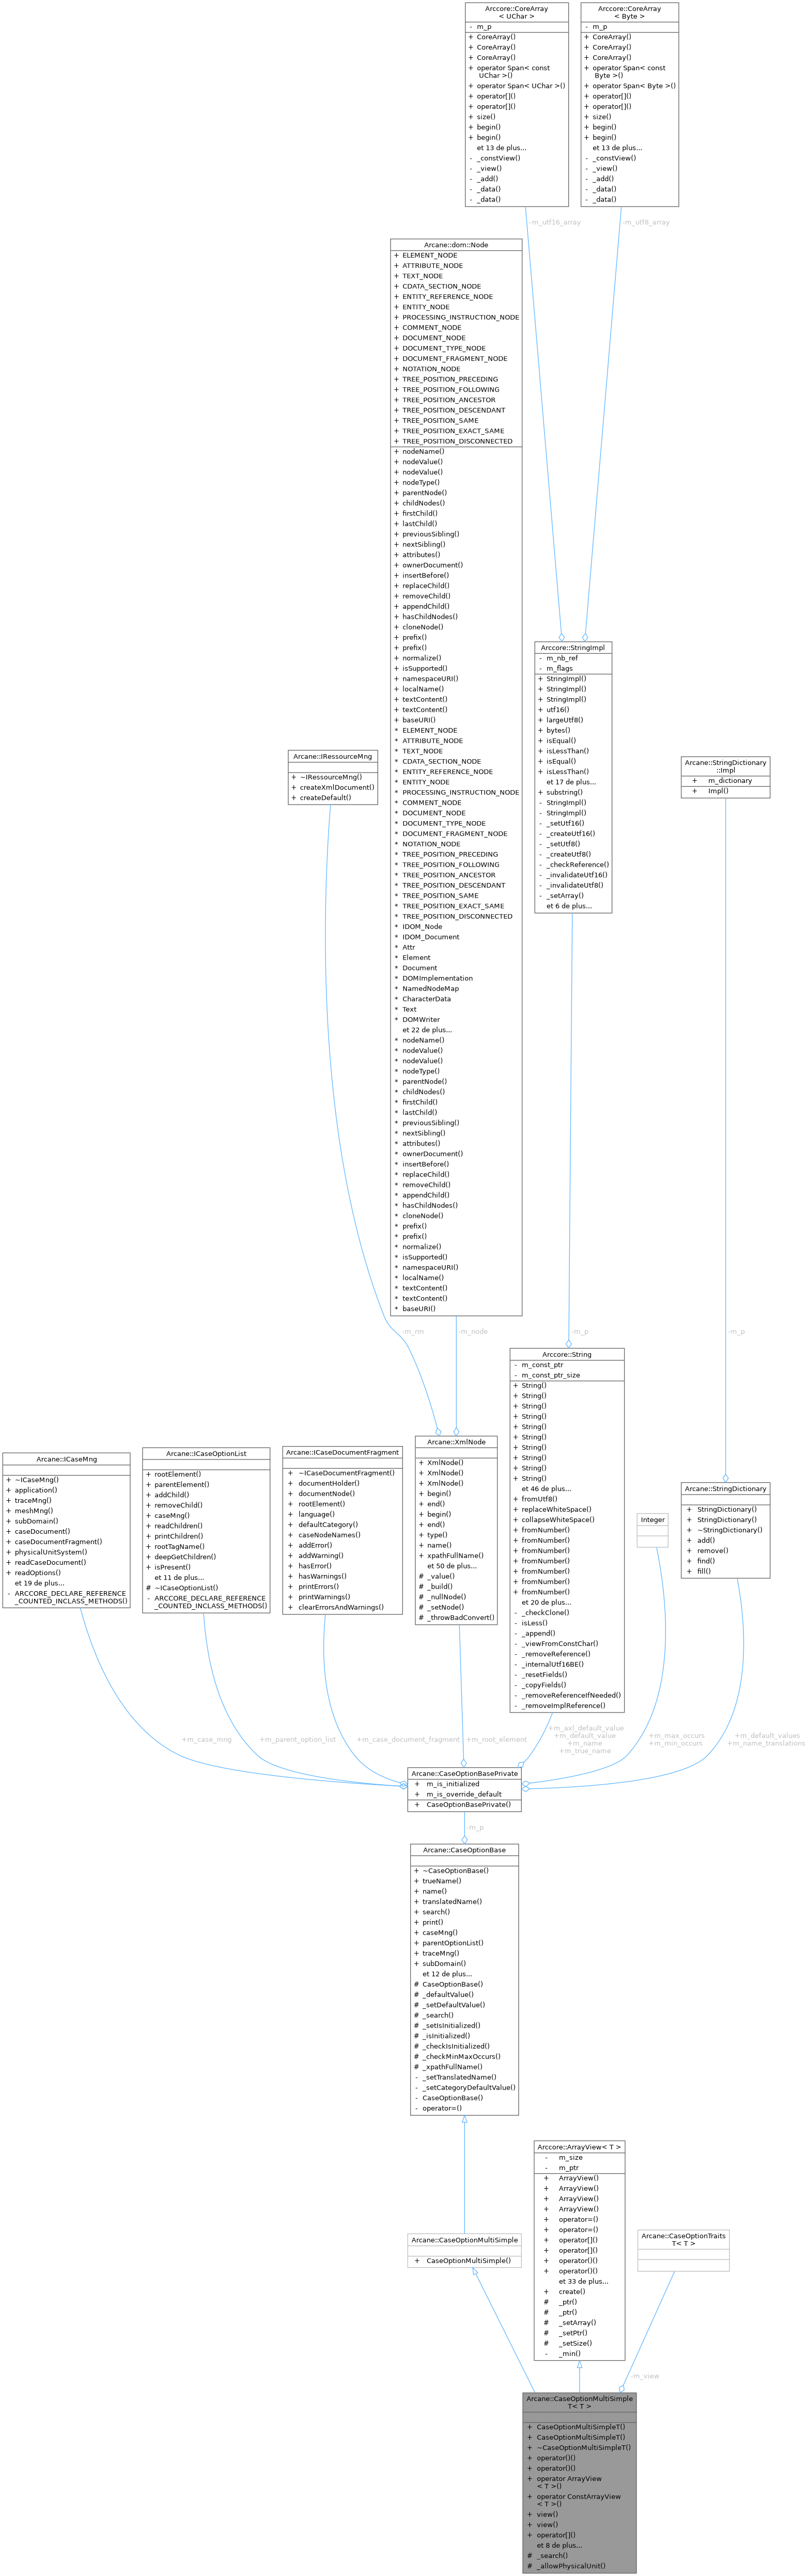 Arccore::CoreArray
< UChar >
- m_p
+ CoreArray()
+ CoreArray()
+ CoreArray()
+ operator Span< const
UChar >()
+ operator Span< UChar >()
+ operator[]()
+ operator[]()
+ size()
+ begin()
+ begin()
et 13 de plus...
- _constView()
- _view()
- _add()
- _data()
- _data()
Arccore::CoreArray
< Byte >
- m_p
+ CoreArray()
+ CoreArray()
+ CoreArray()
+ operator Span< const
Byte >()
+ operator Span< Byte >()
+ operator[]()
+ operator[]()
+ size()
+ begin()
+ begin()
et 13 de plus...
- _constView()
- _view()
- _add()
- _data()
- _data()
-m_utf16_array
-m_utf8_array
Arcane::dom::Node
+ ELEMENT_NODE
+ ATTRIBUTE_NODE
+ TEXT_NODE
+ CDATA_SECTION_NODE
+ ENTITY_REFERENCE_NODE
+ ENTITY_NODE
+ PROCESSING_INSTRUCTION_NODE
+ COMMENT_NODE
+ DOCUMENT_NODE
+ DOCUMENT_TYPE_NODE
+ DOCUMENT_FRAGMENT_NODE
+ NOTATION_NODE
+ TREE_POSITION_PRECEDING
+ TREE_POSITION_FOLLOWING
+ TREE_POSITION_ANCESTOR
+ TREE_POSITION_DESCENDANT
+ TREE_POSITION_SAME
+ TREE_POSITION_EXACT_SAME
+ TREE_POSITION_DISCONNECTED
+ nodeName()
+ nodeValue()
+ nodeValue()
+ nodeType()
+ parentNode()
+ childNodes()
+ firstChild()
+ lastChild()
+ previousSibling()
+ nextSibling()
+ attributes()
+ ownerDocument()
+ insertBefore()
+ replaceChild()
+ removeChild()
+ appendChild()
+ hasChildNodes()
+ cloneNode()
+ prefix()
+ prefix()
+ normalize()
+ isSupported()
+ namespaceURI()
+ localName()
+ textContent()
+ textContent()
+ baseURI()
* ELEMENT_NODE
* ATTRIBUTE_NODE
* TEXT_NODE
* CDATA_SECTION_NODE
* ENTITY_REFERENCE_NODE
* ENTITY_NODE
* PROCESSING_INSTRUCTION_NODE
* COMMENT_NODE
* DOCUMENT_NODE
* DOCUMENT_TYPE_NODE
* DOCUMENT_FRAGMENT_NODE
* NOTATION_NODE
* TREE_POSITION_PRECEDING
* TREE_POSITION_FOLLOWING
* TREE_POSITION_ANCESTOR
* TREE_POSITION_DESCENDANT
* TREE_POSITION_SAME
* TREE_POSITION_EXACT_SAME
* TREE_POSITION_DISCONNECTED
* IDOM_Node
* IDOM_Document
* Attr
* Element
* Document
* DOMImplementation
* NamedNodeMap
* CharacterData
* Text
* DOMWriter
et 22 de plus...
* nodeName()
* nodeValue()
* nodeValue()
* nodeType()
* parentNode()
* childNodes()
* firstChild()
* lastChild()
* previousSibling()
* nextSibling()
* attributes()
* ownerDocument()
* insertBefore()
* replaceChild()
* removeChild()
* appendChild()
* hasChildNodes()
* cloneNode()
* prefix()
* prefix()
* normalize()
* isSupported()
* namespaceURI()
* localName()
* textContent()
* textContent()
* baseURI()
Arccore::StringImpl
- m_nb_ref
- m_flags
+ StringImpl()
+ StringImpl()
+ StringImpl()
+ utf16()
+ largeUtf8()
+ bytes()
+ isEqual()
+ isLessThan()
+ isEqual()
+ isLessThan()
et 17 de plus...
+ substring()
- StringImpl()
- StringImpl()
- _setUtf16()
- _createUtf16()
- _setUtf8()
- _createUtf8()
- _checkReference()
- _invalidateUtf16()
- _invalidateUtf8()
- _setArray()
et 6 de plus...
Arcane::IRessourceMng
+ ~IRessourceMng()
+ createXmlDocument()
+ createDefault()
Arcane::StringDictionary
::Impl
+ m_dictionary
+ Impl()
-m_rm
-m_node
-m_p
-m_p
Arccore::String
- m_const_ptr
- m_const_ptr_size
+ String()
+ String()
+ String()
+ String()
+ String()
+ String()
+ String()
+ String()
+ String()
+ String()
et 46 de plus...
+ fromUtf8()
+ replaceWhiteSpace()
+ collapseWhiteSpace()
+ fromNumber()
+ fromNumber()
+ fromNumber()
+ fromNumber()
+ fromNumber()
+ fromNumber()
+ fromNumber()
et 20 de plus...
- _checkClone()
- isLess()
- _append()
- _viewFromConstChar()
- _removeReference()
- _internalUtf16BE()
- _resetFields()
- _copyFields()
- _removeReferenceIfNeeded()
- _removeImplReference()
Arcane::ICaseMng
+ ~ICaseMng()
+ application()
+ traceMng()
+ meshMng()
+ subDomain()
+ caseDocument()
+ caseDocumentFragment()
+ physicalUnitSystem()
+ readCaseDocument()
+ readOptions()
et 19 de plus...
- ARCCORE_DECLARE_REFERENCE
_COUNTED_INCLASS_METHODS()
Arcane::ICaseOptionList
+ rootElement()
+ parentElement()
+ addChild()
+ removeChild()
+ caseMng()
+ readChildren()
+ printChildren()
+ rootTagName()
+ deepGetChildren()
+ isPresent()
et 11 de plus...
# ~ICaseOptionList()
- ARCCORE_DECLARE_REFERENCE
_COUNTED_INCLASS_METHODS()
Arcane::ICaseDocumentFragment
+ ~ICaseDocumentFragment()
+ documentHolder()
+ documentNode()
+ rootElement()
+ language()
+ defaultCategory()
+ caseNodeNames()
+ addError()
+ addWarning()
+ hasError()
+ hasWarnings()
+ printErrors()
+ printWarnings()
+ clearErrorsAndWarnings()
Arcane::XmlNode
+ XmlNode()
+ XmlNode()
+ XmlNode()
+ begin()
+ end()
+ begin()
+ end()
+ type()
+ name()
+ xpathFullName()
et 50 de plus...
# _value()
# _build()
# _nullNode()
# _setNode()
# _throwBadConvert()
Integer
Arcane::StringDictionary
+ StringDictionary()
+ StringDictionary()
+ ~StringDictionary()
+ add()
+ remove()
+ find()
+ fill()
+m_case_mng
+m_parent_option_list
+m_case_document_fragment
+m_root_element
+m_axl_default_value
+m_default_value
+m_name
+m_true_name
+m_max_occurs
+m_min_occurs
+m_default_values
+m_name_translations
Arcane::CaseOptionBasePrivate
+ m_is_initialized
+ m_is_override_default
+ CaseOptionBasePrivate()
-m_p
Arcane::CaseOptionBase
+ ~CaseOptionBase()
+ trueName()
+ name()
+ translatedName()
+ search()
+ print()
+ caseMng()
+ parentOptionList()
+ traceMng()
+ subDomain()
et 12 de plus...
# CaseOptionBase()
# _defaultValue()
# _setDefaultValue()
# _search()
# _setIsInitialized()
# _isInitialized()
# _checkIsInitialized()
# _checkMinMaxOccurs()
# _xpathFullName()
- _setTranslatedName()
- _setCategoryDefaultValue()
- CaseOptionBase()
- operator=()
Arcane::CaseOptionMultiSimple
+ CaseOptionMultiSimple()
Arccore::ArrayView< T >
- m_size
- m_ptr
+ ArrayView()
+ ArrayView()
+ ArrayView()
+ ArrayView()
+ operator=()
+ operator=()
+ operator[]()
+ operator[]()
+ operator()()
+ operator()()
et 33 de plus...
+ create()
# _ptr()
# _ptr()
# _setArray()
# _setPtr()
# _setSize()
- _min()
Arcane::CaseOptionTraits
T< T >
-m_view
Arcane::CaseOptionMultiSimple
T< T >
+ CaseOptionMultiSimpleT()
+ CaseOptionMultiSimpleT()
+ ~CaseOptionMultiSimpleT()
+ operator()()
+ operator()()
+ operator ArrayView
< T >()
+ operator ConstArrayView
< T >()
+ view()
+ view()
+ operator[]()
et 8 de plus...
# _search()
# _allowPhysicalUnit()